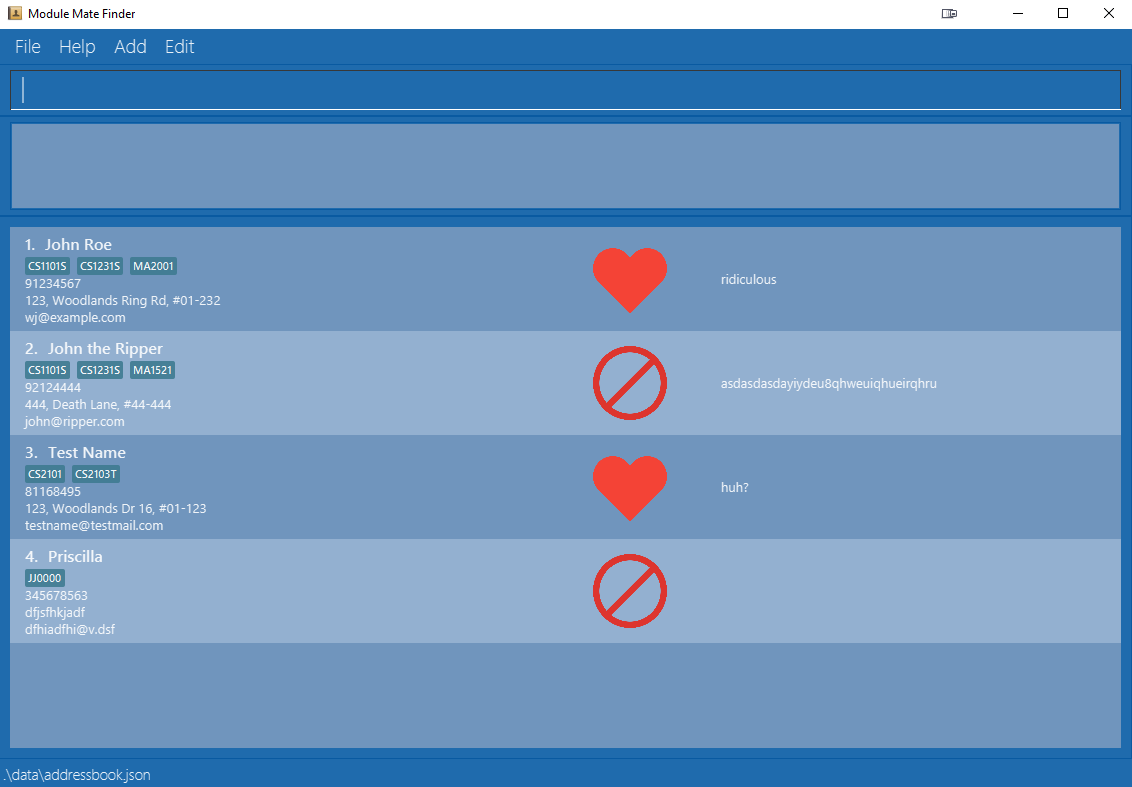 Module Mate Finder
File Help Add Edit
1. John Roe
CS1101S CS1231S MA2001
91234567
123, Woodlands Ring Rd, #01-232
wj@example.com
ridiculous
2. John the Ripper
CS1101S CS1231S MA1521
92124444
444, Death Lane, #44-444
john@ripper.com
asdasdasdayiydeu8qhweuiqhueirqhru
3. Test Name
CS2101 CS2103T
81168495
123, Woodlands Dr 16, #01-123
testname@testmail.com
huh?
4. Priscilla
JJ0000
345678563
dfjsfhkjadf
dfhiadfhi@v.dsf
.\data\addressbook.json